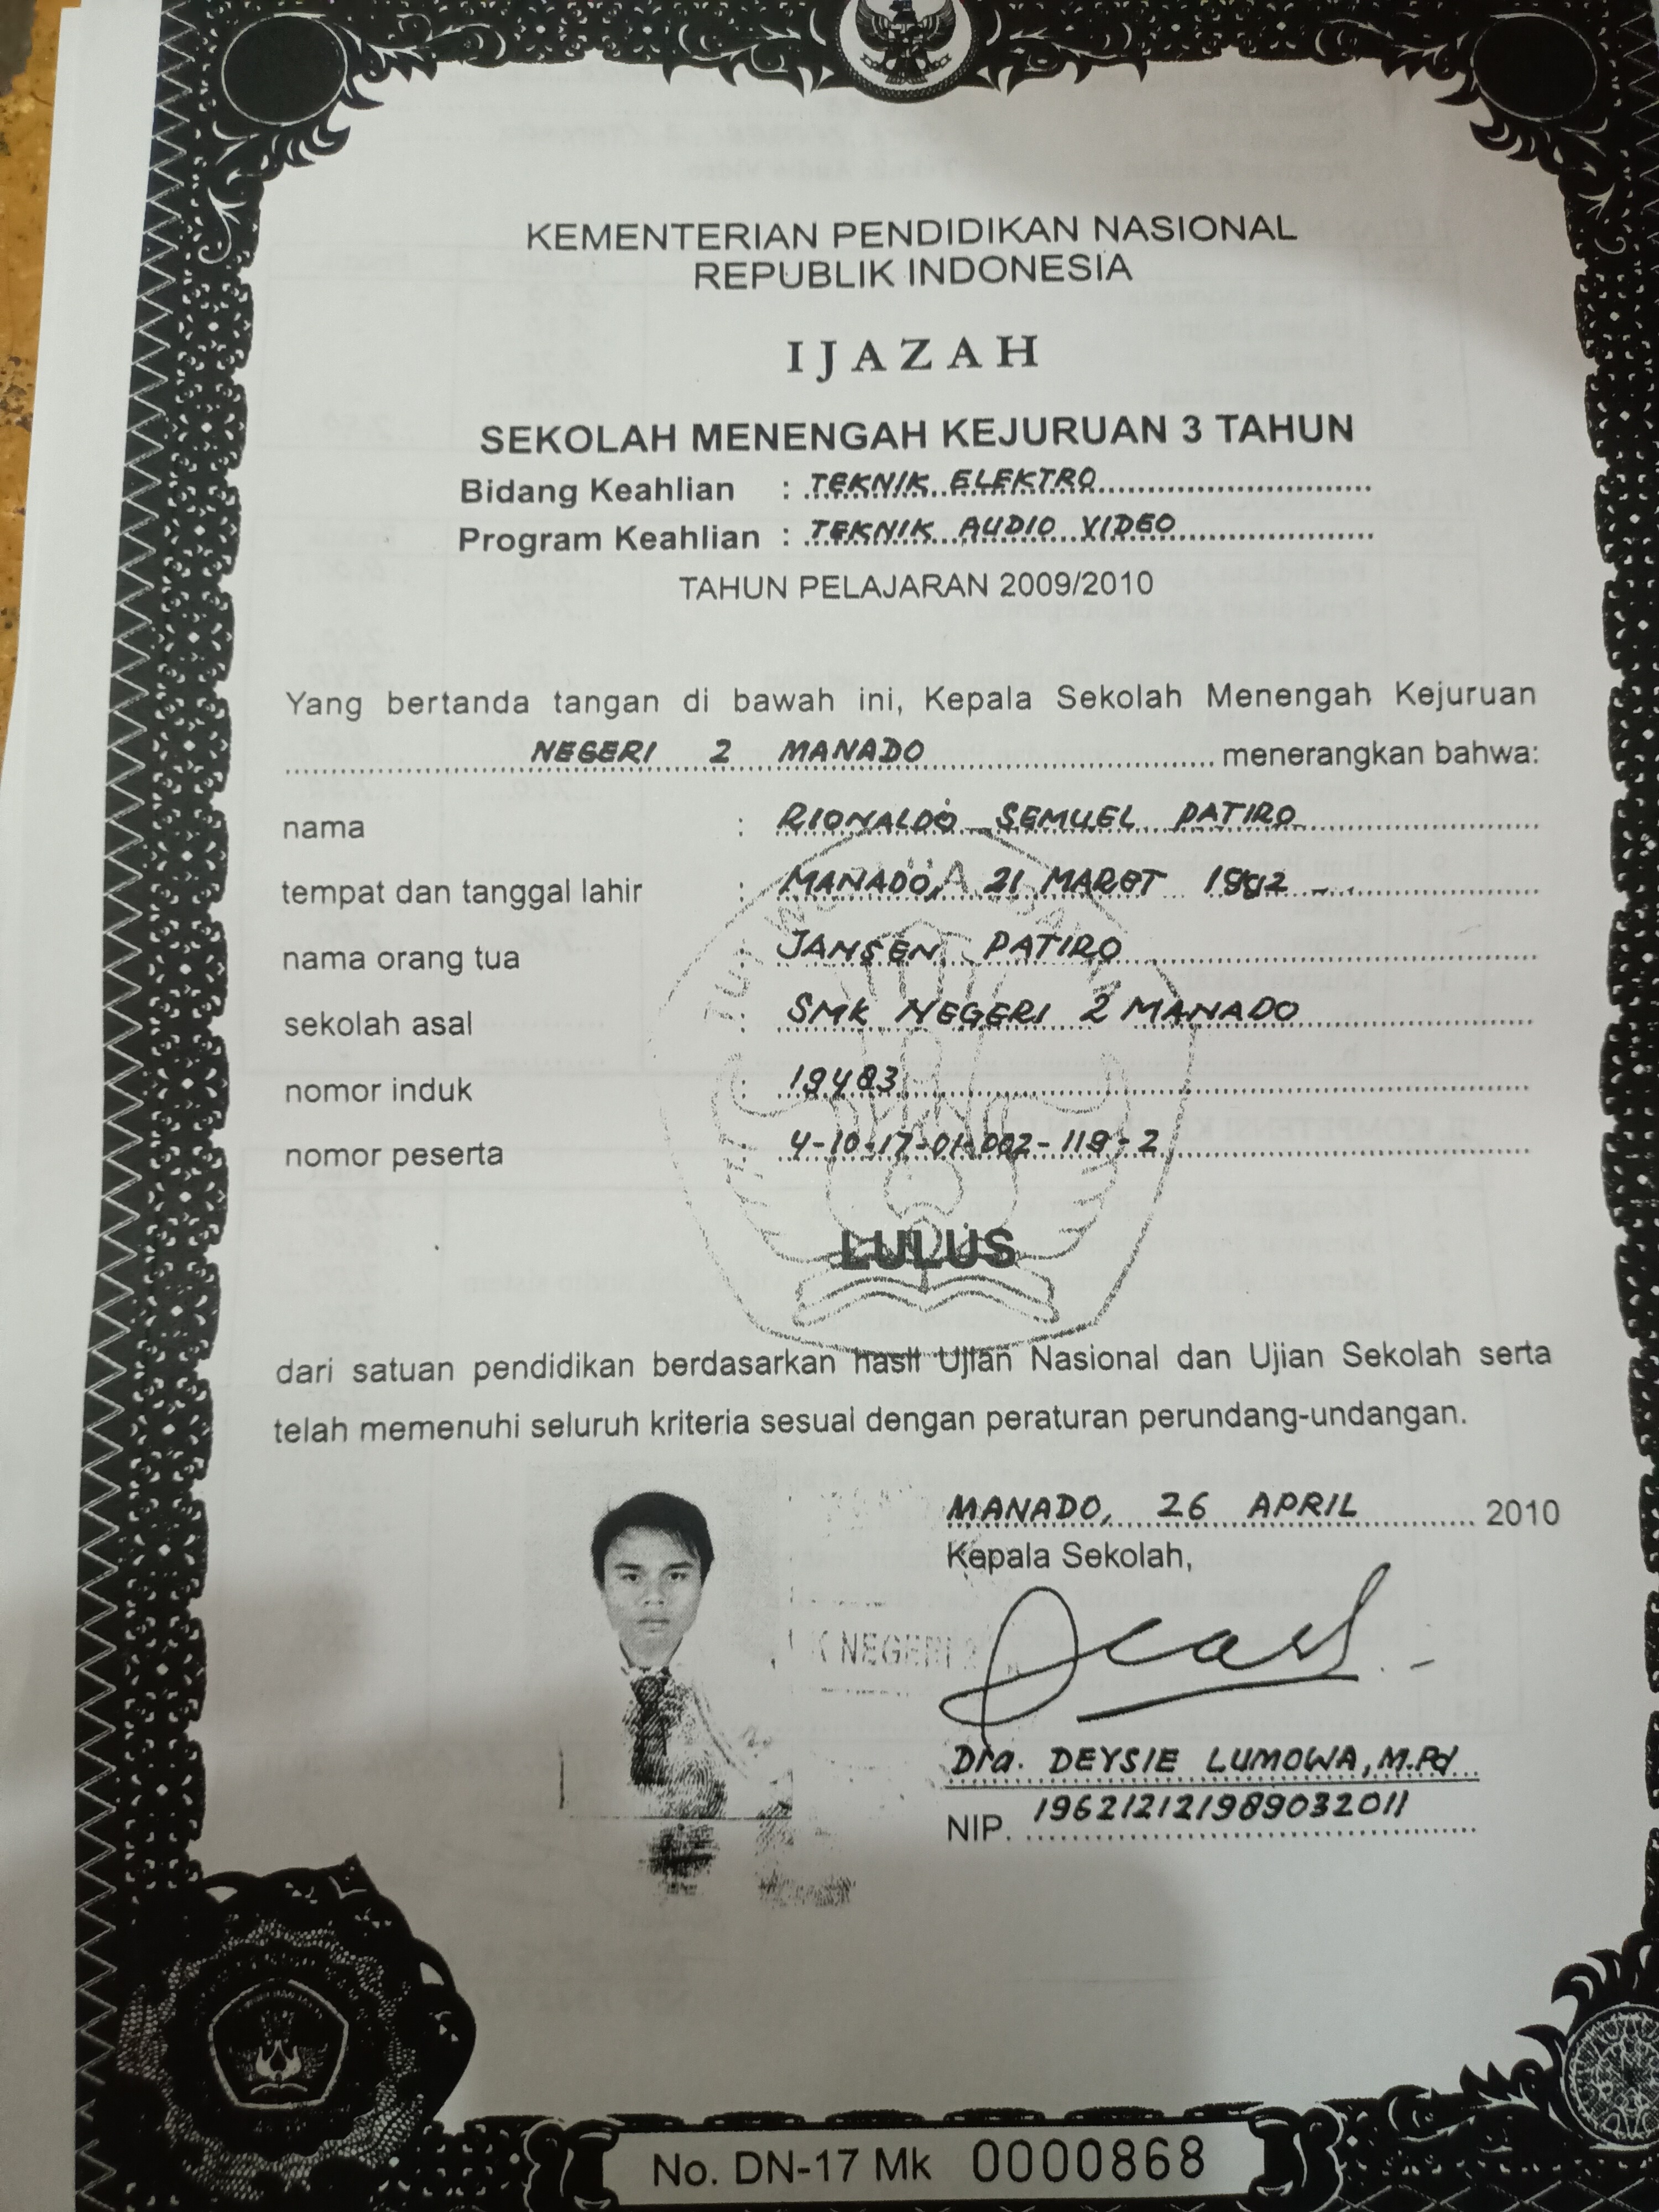 KEMENTERIAN PENDIDIKAN NASIONAL
REPUBLIK INDONESIA
IJAZAH
SEKOLAH MENENGAH KEJURUAN 3 TAHUN
Bidang Keahlian : TEKNIK ELEKTRO
Program Keahlian : TEKNIK AUDIO VIDEO
TAHUN PELAJARAN 2009/2010
Yang bertanda tangan di bawah ini, Kepala Sekolah Menengah Kejuruan
NEGERI 2 MANADO menerangkan bahwa:
nama : RIONALDO SEMUEL PATIRO
tempat dan tanggal lahir : MANADO, 21 MARET 1992
nama orang tua : JANSEN PATIRO
sekolah asal : SMK NEGERI 2 MANADO
nomor induk : 19483
nomor peserta : 4-10-17-01-002-119-2
LULUS
dari satuan pendidikan berdasarkan hasil Ujian Nasional dan Ujian Sekolah serta
telah memenuhi seluruh kriteria sesuai dengan peraturan perundang-undangan.
MANADO, 26 APRIL 2010
Kepala Sekolah,
NEGERI 2
Dra. DEYSIE LUMOWA, M.Pd
NIP. 196212121989032011
No. DN-17 Mk 0000868